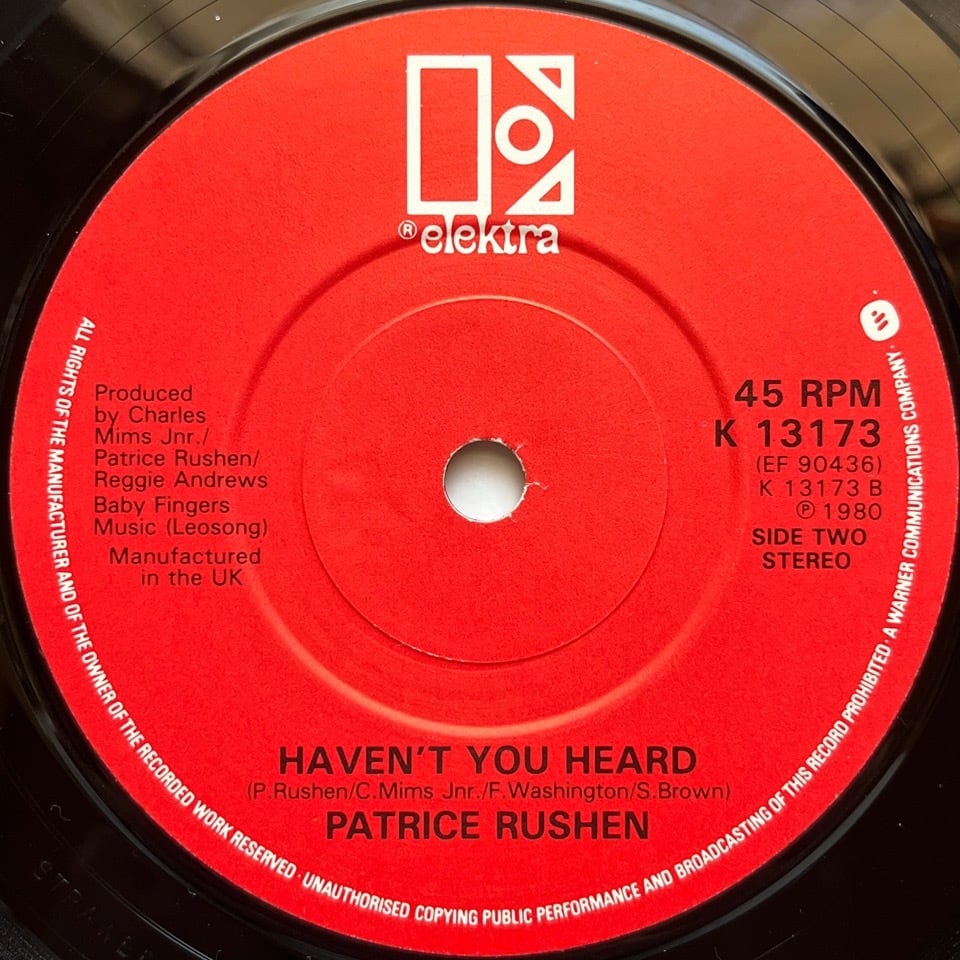 ® elektra
Produced
by Charles
Mims Jnr./
Patrice Rushen/
Reggie Andrews
Baby Fingers
Music (Leosong)
Manufactured
in the UK
45 RPM
K 13173
(EF 90436)
K 13173 B
℗ 1980
SIDE TWO
STEREO
HAVEN'T YOU HEARD
(P.Rushen/C.Mims Jnr./F.Washington/S.Brown)
PATRICE RUSHEN
ALL RIGHTS OF THE MANUFACTURER AND OF THE OWNER OF THE RECORDED WORK RESERVED · UNAUTHORISED COPYING PUBLIC PERFORMANCE AND BROADCASTING OF THIS RECORD PROHIBITED · A WARNER COMMUNICATIONS COMPANY ·